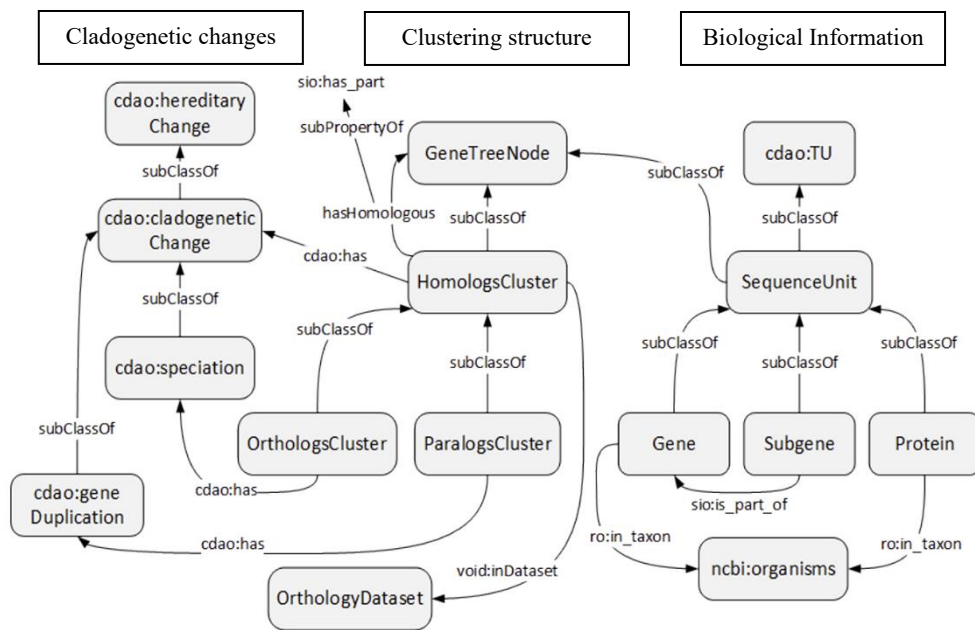 Cladogenetic changes
Clustering structure
Biological Information
sio:has_part
cdao:hereditary
Change
subPropertyOf
GeneTreeNode
cdao:TU
subClassOf
subClassOf
hasHomologous
subClassOf
subClassOf
cdao:cladogenetic
Change
cdao:has
HomologsCluster
SequenceUnit
subClassOf
subClassOf
subClassOf
subClassOf
subClassOf
cdao:speciation
subClassOf
subClassOf
OrthologsCluster
ParalogsCluster
Gene
Subgene
Protein
cdao:has
cdao:gene
Duplication
sio:is_part_of
cdao:has
ro:in_taxon
ro:in_taxon
void:inDataset
ncbi:organisms
OrthologyDataset